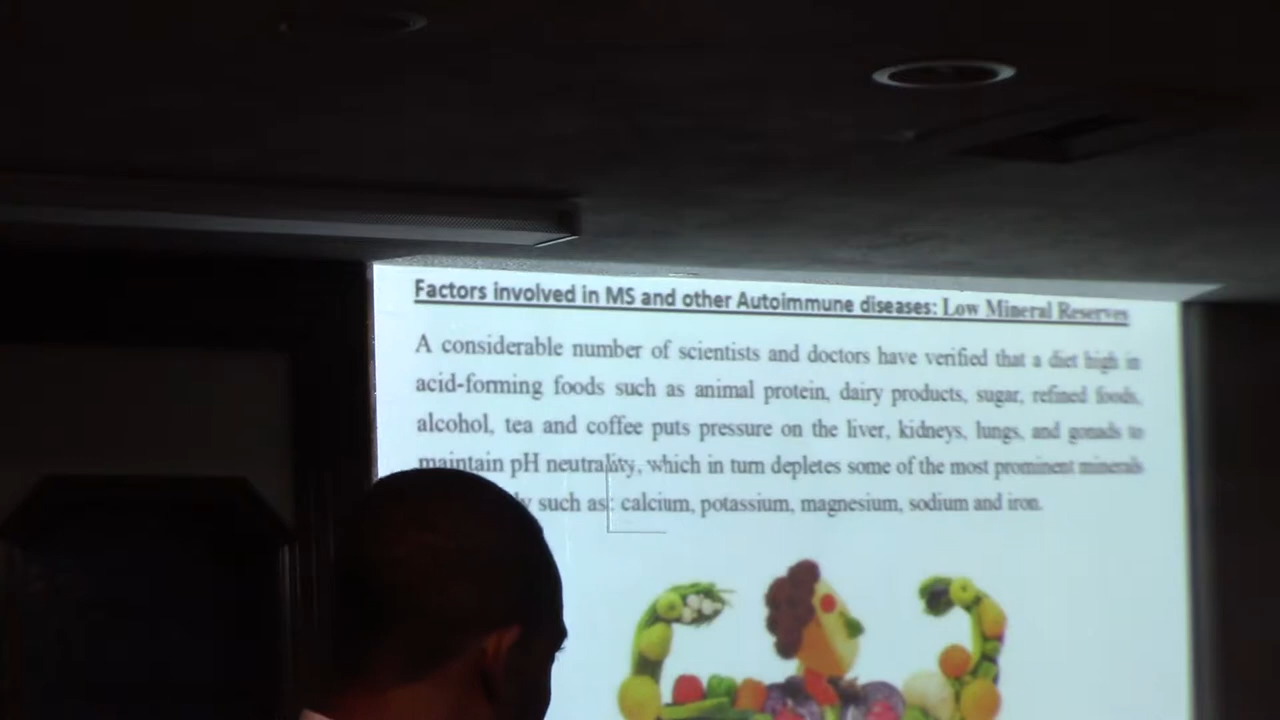 Factors involved in MS and other Autoimmune diseases: Low Mineral Reserves
A considerable number of scientists and doctors have verified that a diet high in
acid-forming foods such as animal protein, dairy products, sugar, refined foods,
alcohol, tea and coffee puts pressure on the liver, kidneys, lungs, and gonads to
maintain pH neutrality, which in turn depletes some of the most prominent minerals
such as: calcium, potassium, magnesium, sodium and iron.